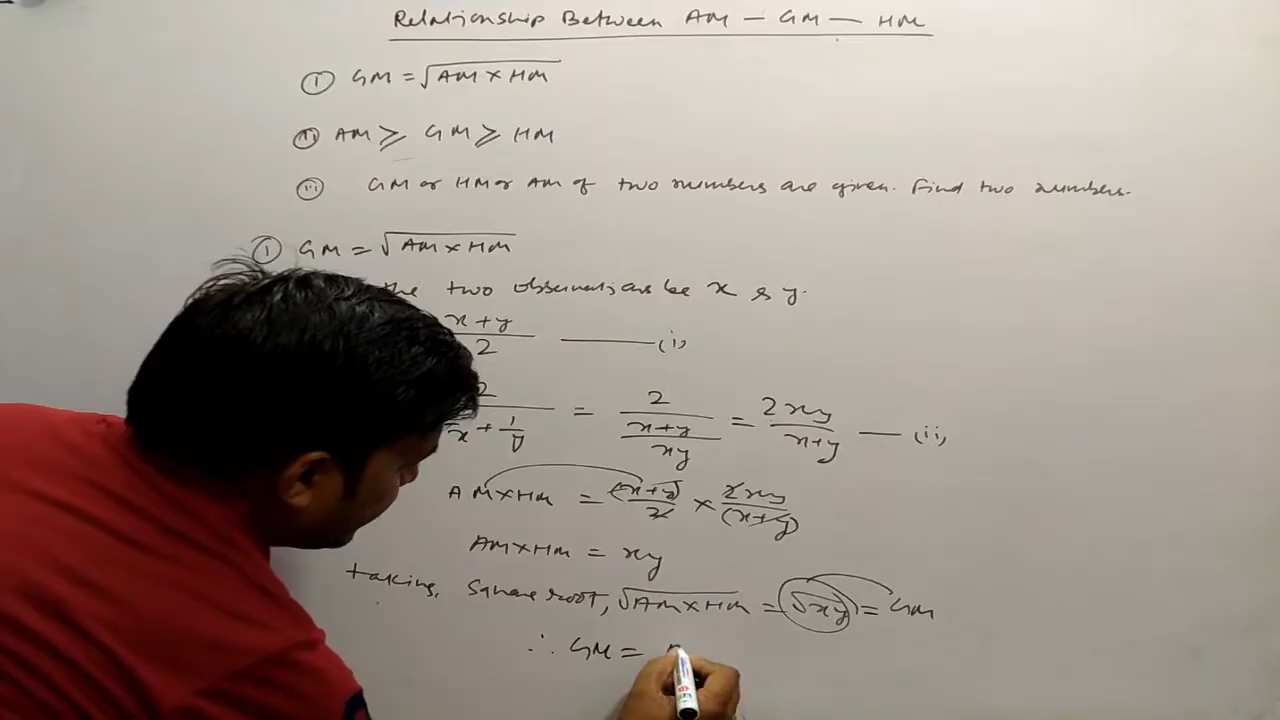 Relationship Between AM — GM — HM
(i) GM = √AM × HM
(ii) AM ≥ GM ≥ HM
(iii) GM or HM or AM of two numbers are given. Find two numbers.
(i) GM = √AM × HM
the two observations be x & y.
x+y/2 —— (i)
2/(1/x + 1/y) = 2/((x+y)/xy) = 2xy/(x+y) —— (ii)
AM × HM = (x+y)/2 × 2xy/(x+y)
AM × HM = xy
taking, Square root, √AM × HM = √xy = GM
∴ GM =